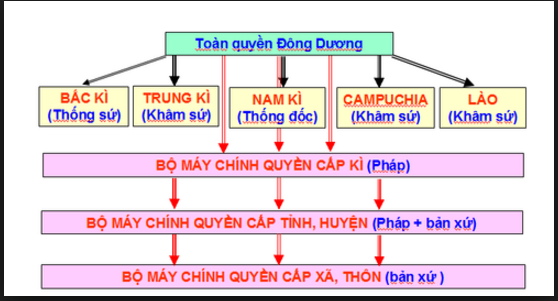 Toàn quyền Đông Dương
BẮC KÌ
(Thống sứ)
TRUNG KÌ
(Khâm sứ)
NAM KÌ
(Thống đốc)
CAMPUCHIA
(Khâm sứ)
LÀO
(Khâm sứ)
BỘ MÁY CHÍNH QUYỀN CẤP KÌ (Pháp)
BỘ MÁY CHÍNH QUYỀN CẤP TỈNH, HUYỆN (Pháp + bản xứ)
BỘ MÁY CHÍNH QUYỀN CẤP XÃ, THÔN (bản xứ )